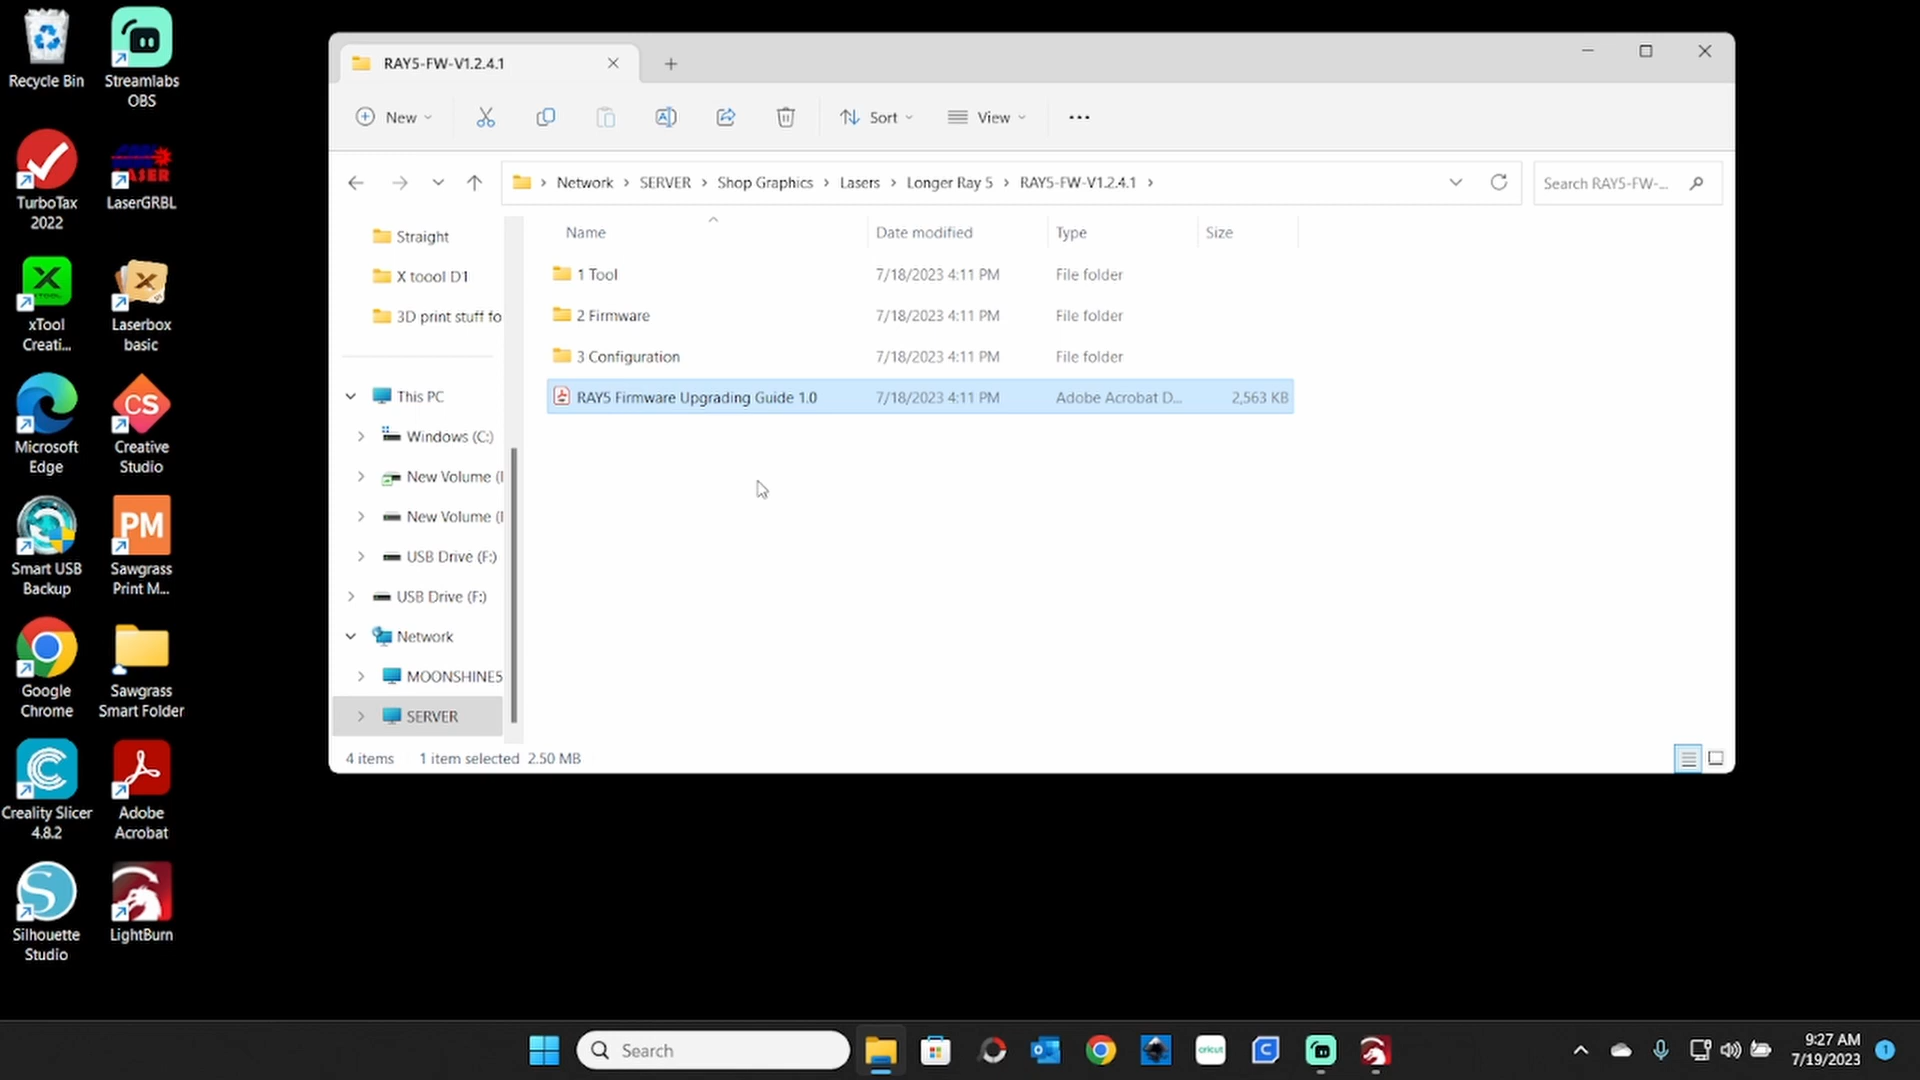 Recycle Bin
Streamlabs
OBS
TurboTax
2022
LASER
LaserGRBL
xTool
Creati...
Laserbox
basic
Microsoft
Edge
CS
Creative
Studio
Smart USB
Backup
PM
Sawgrass
Print M...
Google
Chrome
Sawgrass
Smart Folder
Creality Slicer
4.8.2
Adobe
Acrobat
Silhouette
Studio
LightBurn
RAY5-FW-V1.2.4.1
New
Sort
View
Network > SERVER > Shop Graphics > Lasers > Longer Ray 5 > RAY5-FW-V1.2.4.1 >
Search RAY5-FW-...
Straight
X toool D1
3D print stuff fo
This PC
Windows (C:)
New Volume (
New Volume (
USB Drive (F:)
USB Drive (F:)
Network
MOONSHINE5
SERVER
Name Date modified Type Size
1 Tool 7/18/2023 4:11 PM File folder
2 Firmware 7/18/2023 4:11 PM File folder
3 Configuration 7/18/2023 4:11 PM File folder
RAY5 Firmware Upgrading Guide 1.0 7/18/2023 4:11 PM Adobe Acrobat D... 2,563 KB
4 items 1 item selected 2.50 MB
Search
cricut
9:27 AM
7/19/2023
1